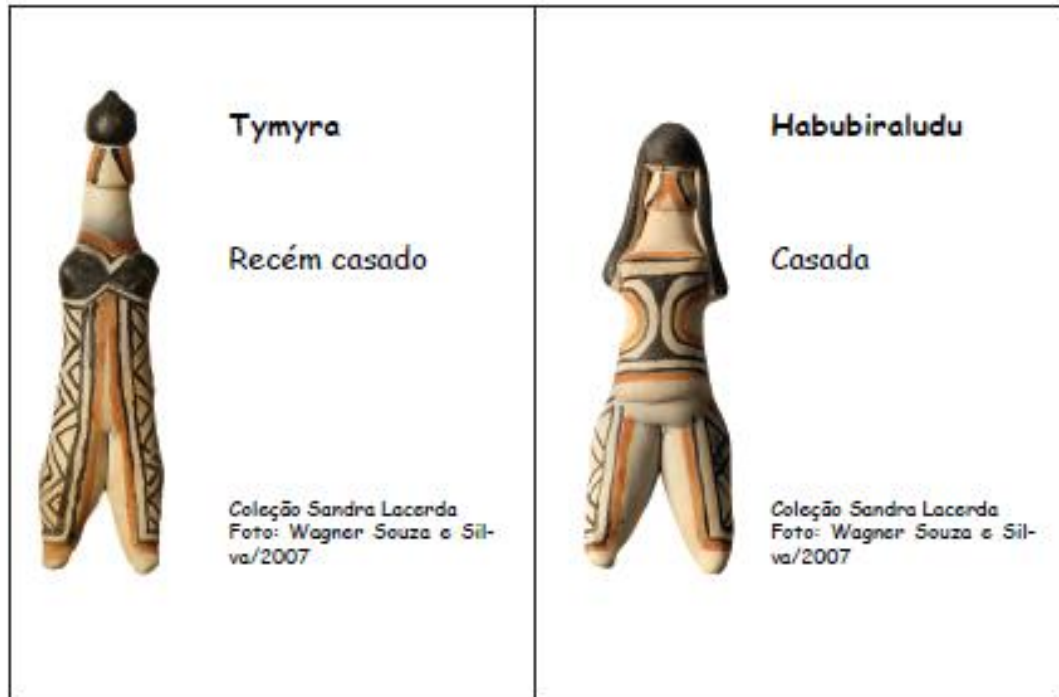 Tymyra
Recém casado
Coleção Sandra Lacerda
Foto: Wagner Souza e Sil-
va/2007
Habubiraludu
Casada
Coleção Sandra Lacerda
Foto: Wagner Souza e Sil-
va/2007